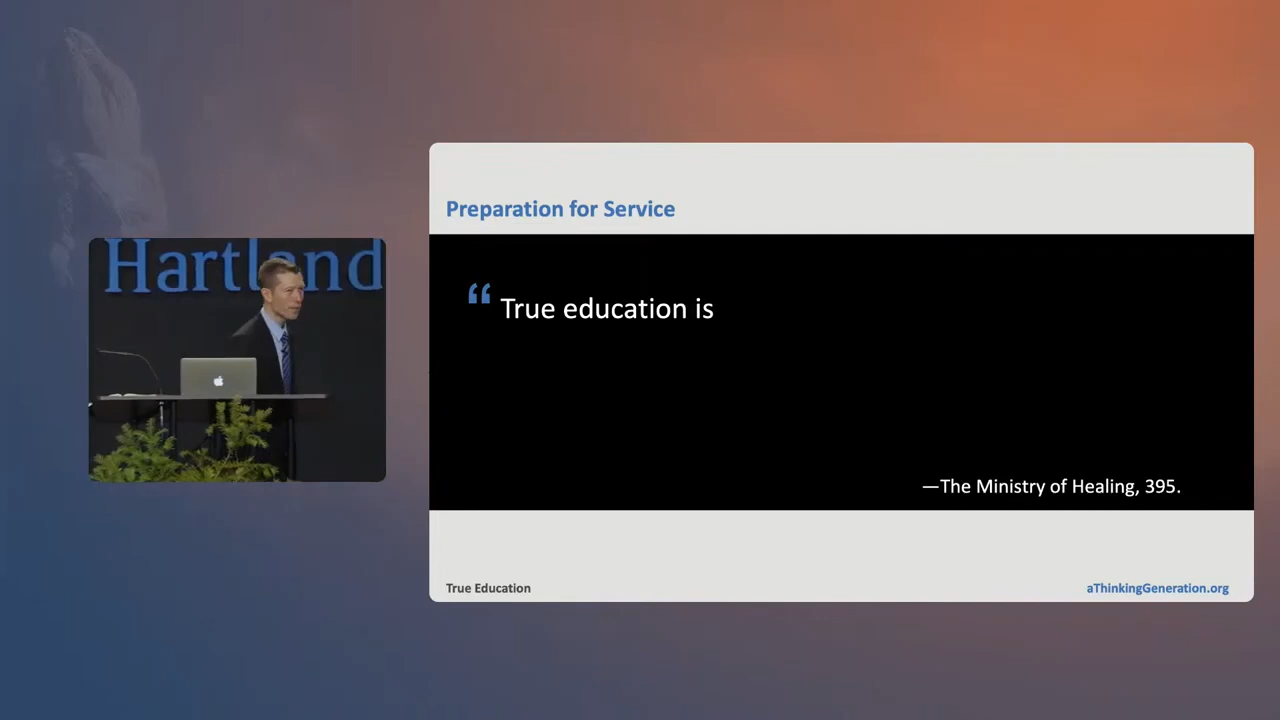 Hartland
Preparation for Service
“ True education is
—The Ministry of Healing, 395.
True Education
aThinkingGeneration.org